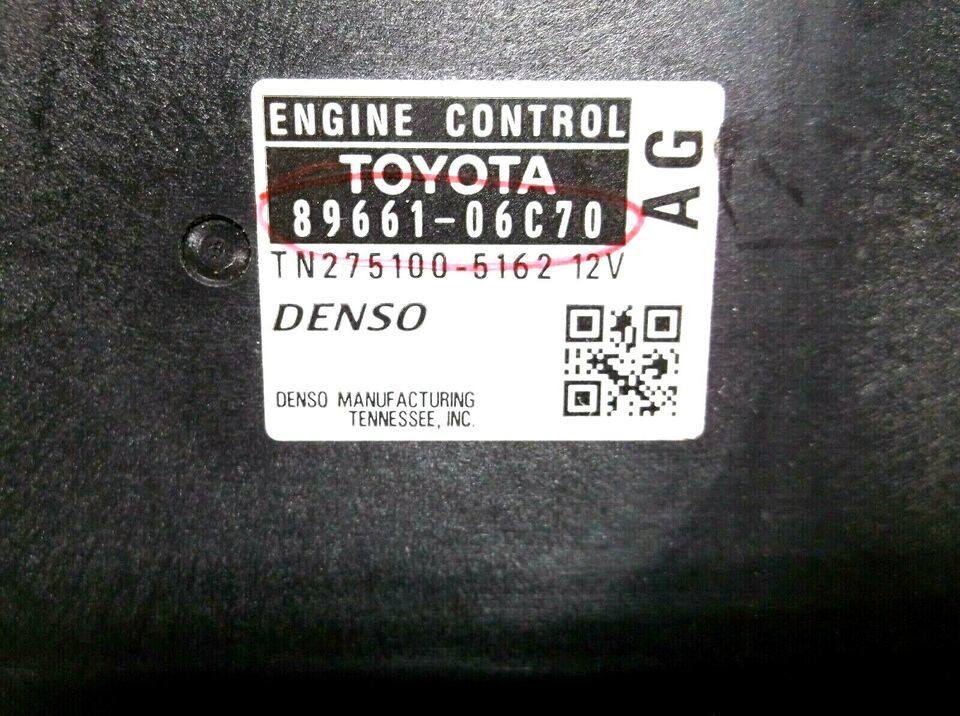 ENGINE CONTROL
TOYOTA
89661-06C70
AG
TN275100-5162 12V
DENSO
DENSO MANUFACTURING
TENNESSEE, INC.